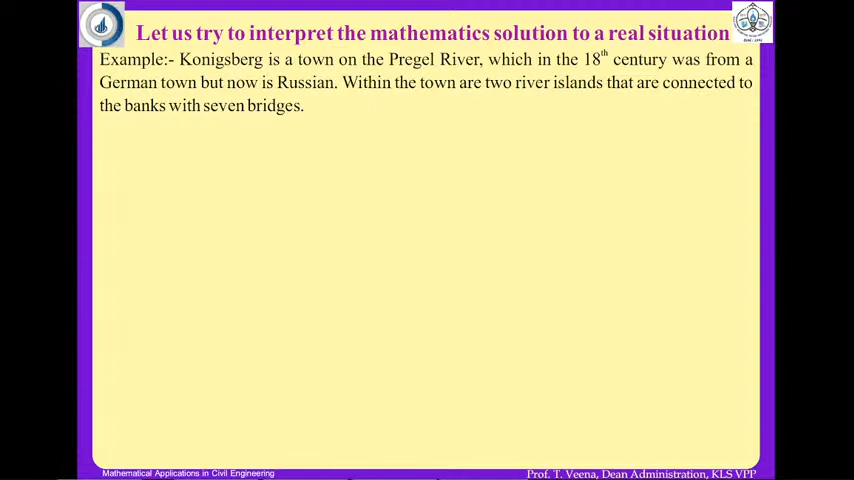 Let us try to interpret the mathematics solution to a real situation
Example:- Konigsberg is a town on the Pregel River, which in the 18th century was from a
German town but now is Russian. Within the town are two river islands that are connected to
the banks with seven bridges.
Mathematical Applications in Civil Engineering
Prof. T. Veena, Dean Administration, KLS VPP